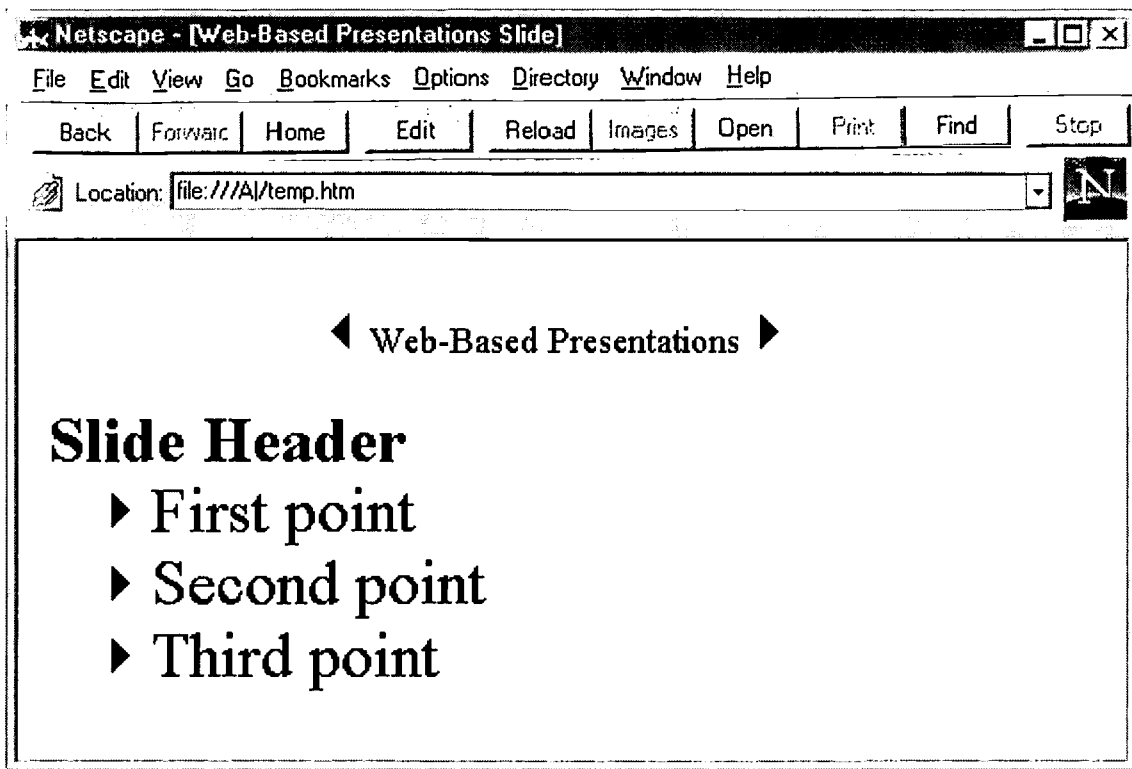 Netscape - [Web-Based Presentations Slide]
File Edit View Go Bookmarks Options Directory Window Help
Back Forward Home Edit Reload Images Open Print Find Stop
Location: file:///A|/temp.htm
N
Web-Based Presentations
Slide Header
First point
Second point
Third point